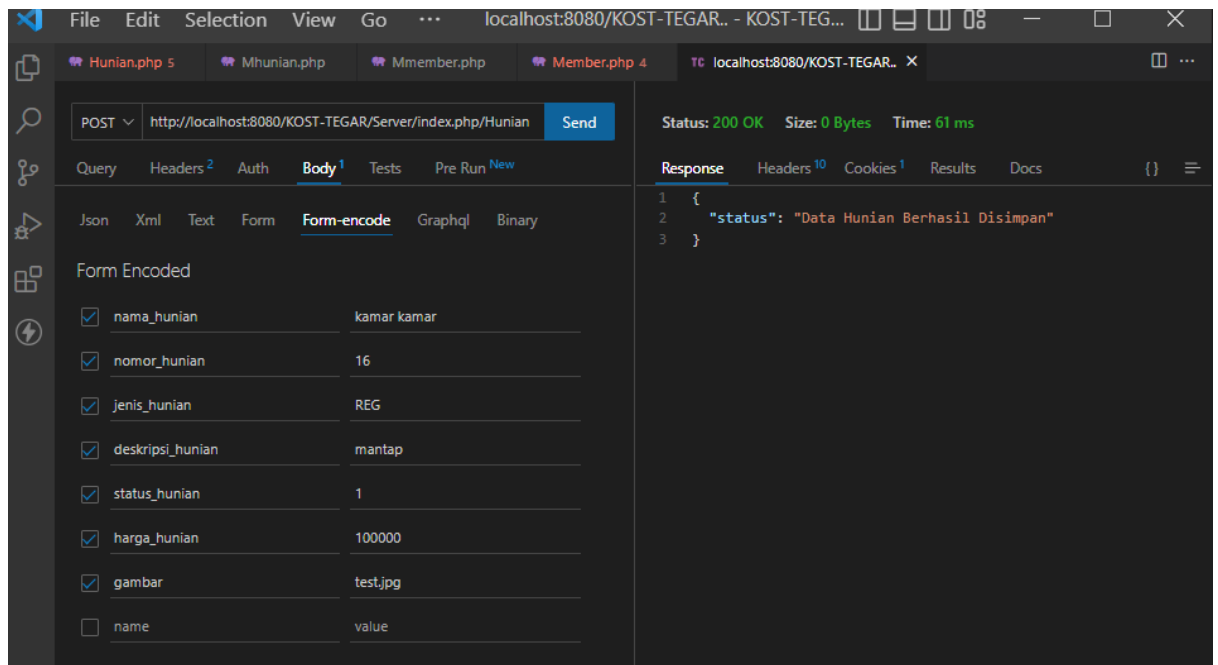 File Edit Selection View Go ··· localhost:8080/KOST-TEGAR.. - KOST-TEG...
Hunian.php 5 Mhunian.php Mmember.php Member.php 4 TC localhost:8080/KOST-TEGAR..
POST http://localhost:8080/KOST-TEGAR/Server/index.php/Hunian Send
Query Headers 2 Auth Body 1 Tests Pre Run New
Json Xml Text Form Form-encode Graphql Binary
Form Encoded
nama_hunian kamar kamar
nomor_hunian 16
jenis_hunian REG
deskripsi_hunian mantap
status_hunian 1
harga_hunian 100000
gambar test.jpg
name value
Status: 200 OK Size: 0 Bytes Time: 61 ms
Response Headers 10 Cookies 1 Results Docs { }
1 {
2 "status": "Data Hunian Berhasil Disimpan"
3 }